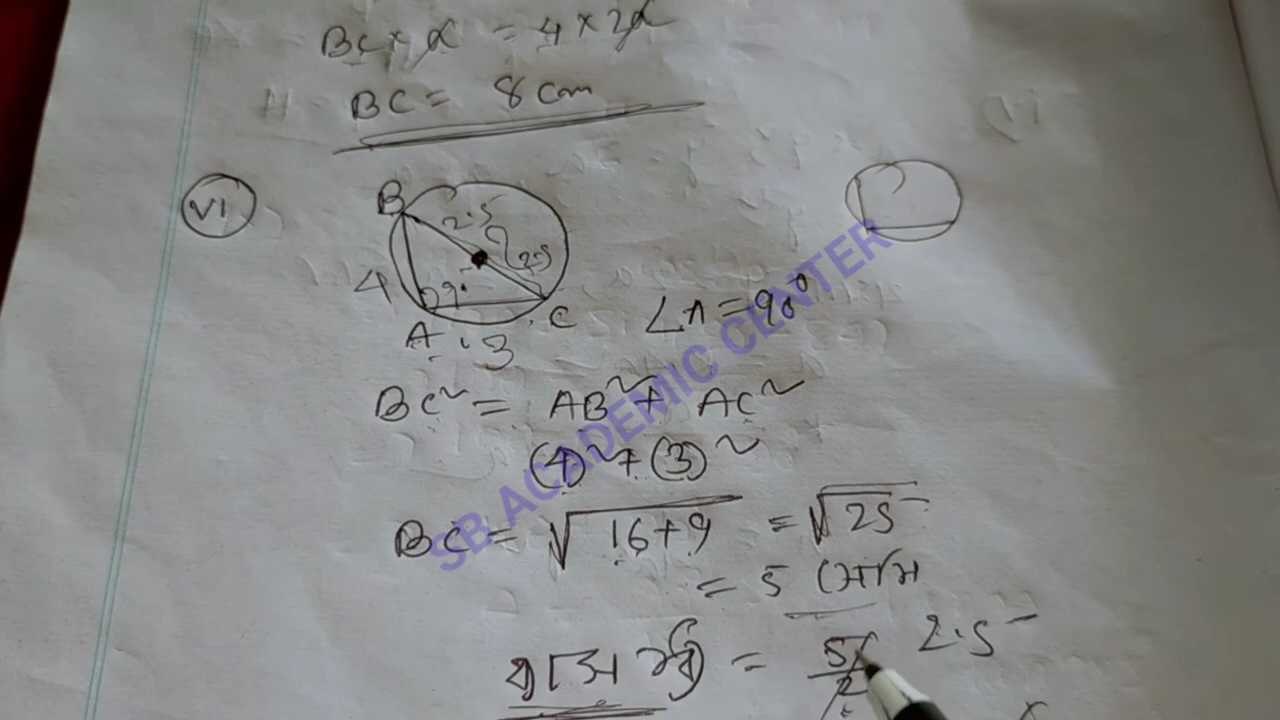 BC × x = 4 × 2x
BC = 8 cm
vi
B
2.5
2.5
4
90°
A
3
C
∠A = 90°
BC² = AB² + AC²
(4)² + (3)²
BC = √16+9 = √25
= 5 সেমি
= 5/2 2.5
SB ACADEMIC CENTER